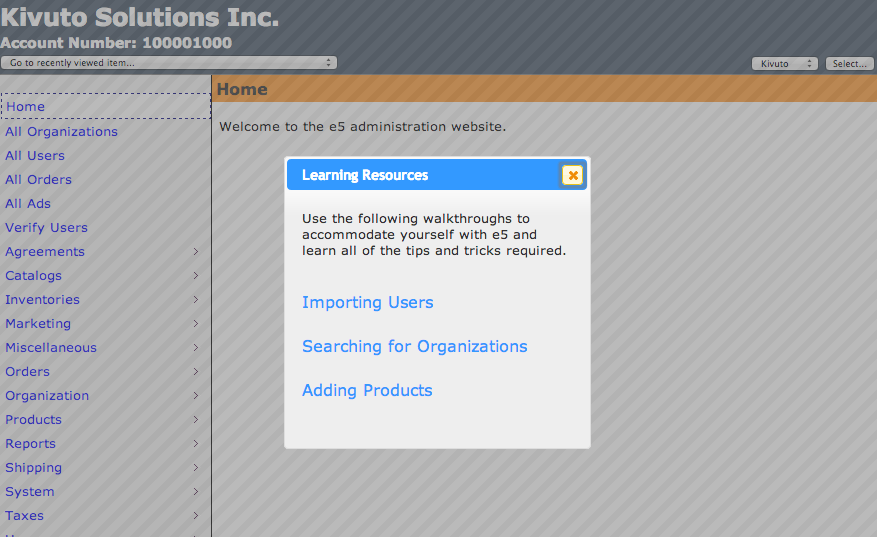 Kivuto Solutions Inc.
Account Number: 100001000
Go to recently viewed item...
Kivuto
Select...
Home
Home
Welcome to the e5 administration website.
All Organizations
All Users
All Orders
All Ads
Verify Users
Agreements
Catalogs
Inventories
Marketing
Miscellaneous
Orders
Organization
Products
Reports
Shipping
System
Taxes
Learning Resources
Use the following walkthroughs to
accommodate yourself with e5 and
learn all of the tips and tricks required.
Importing Users
Searching for Organizations
Adding Products